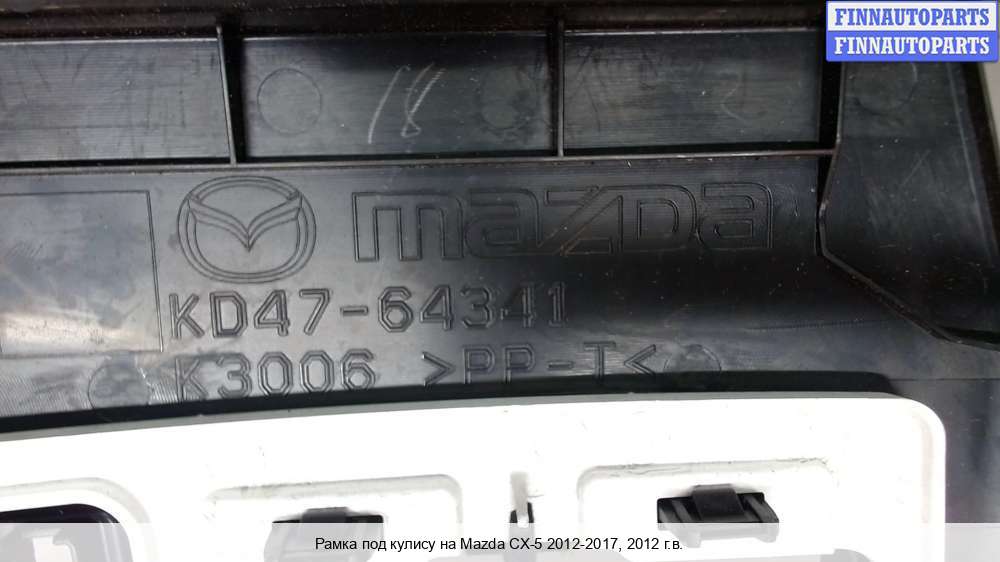 FINNAUTOPARTS
FINNAUTOPARTS
18
mazda
KD47-64341
K3006 >PP-T<
Рамка под кулису на Mazda CX-5 2012-2017, 2012 г.в.